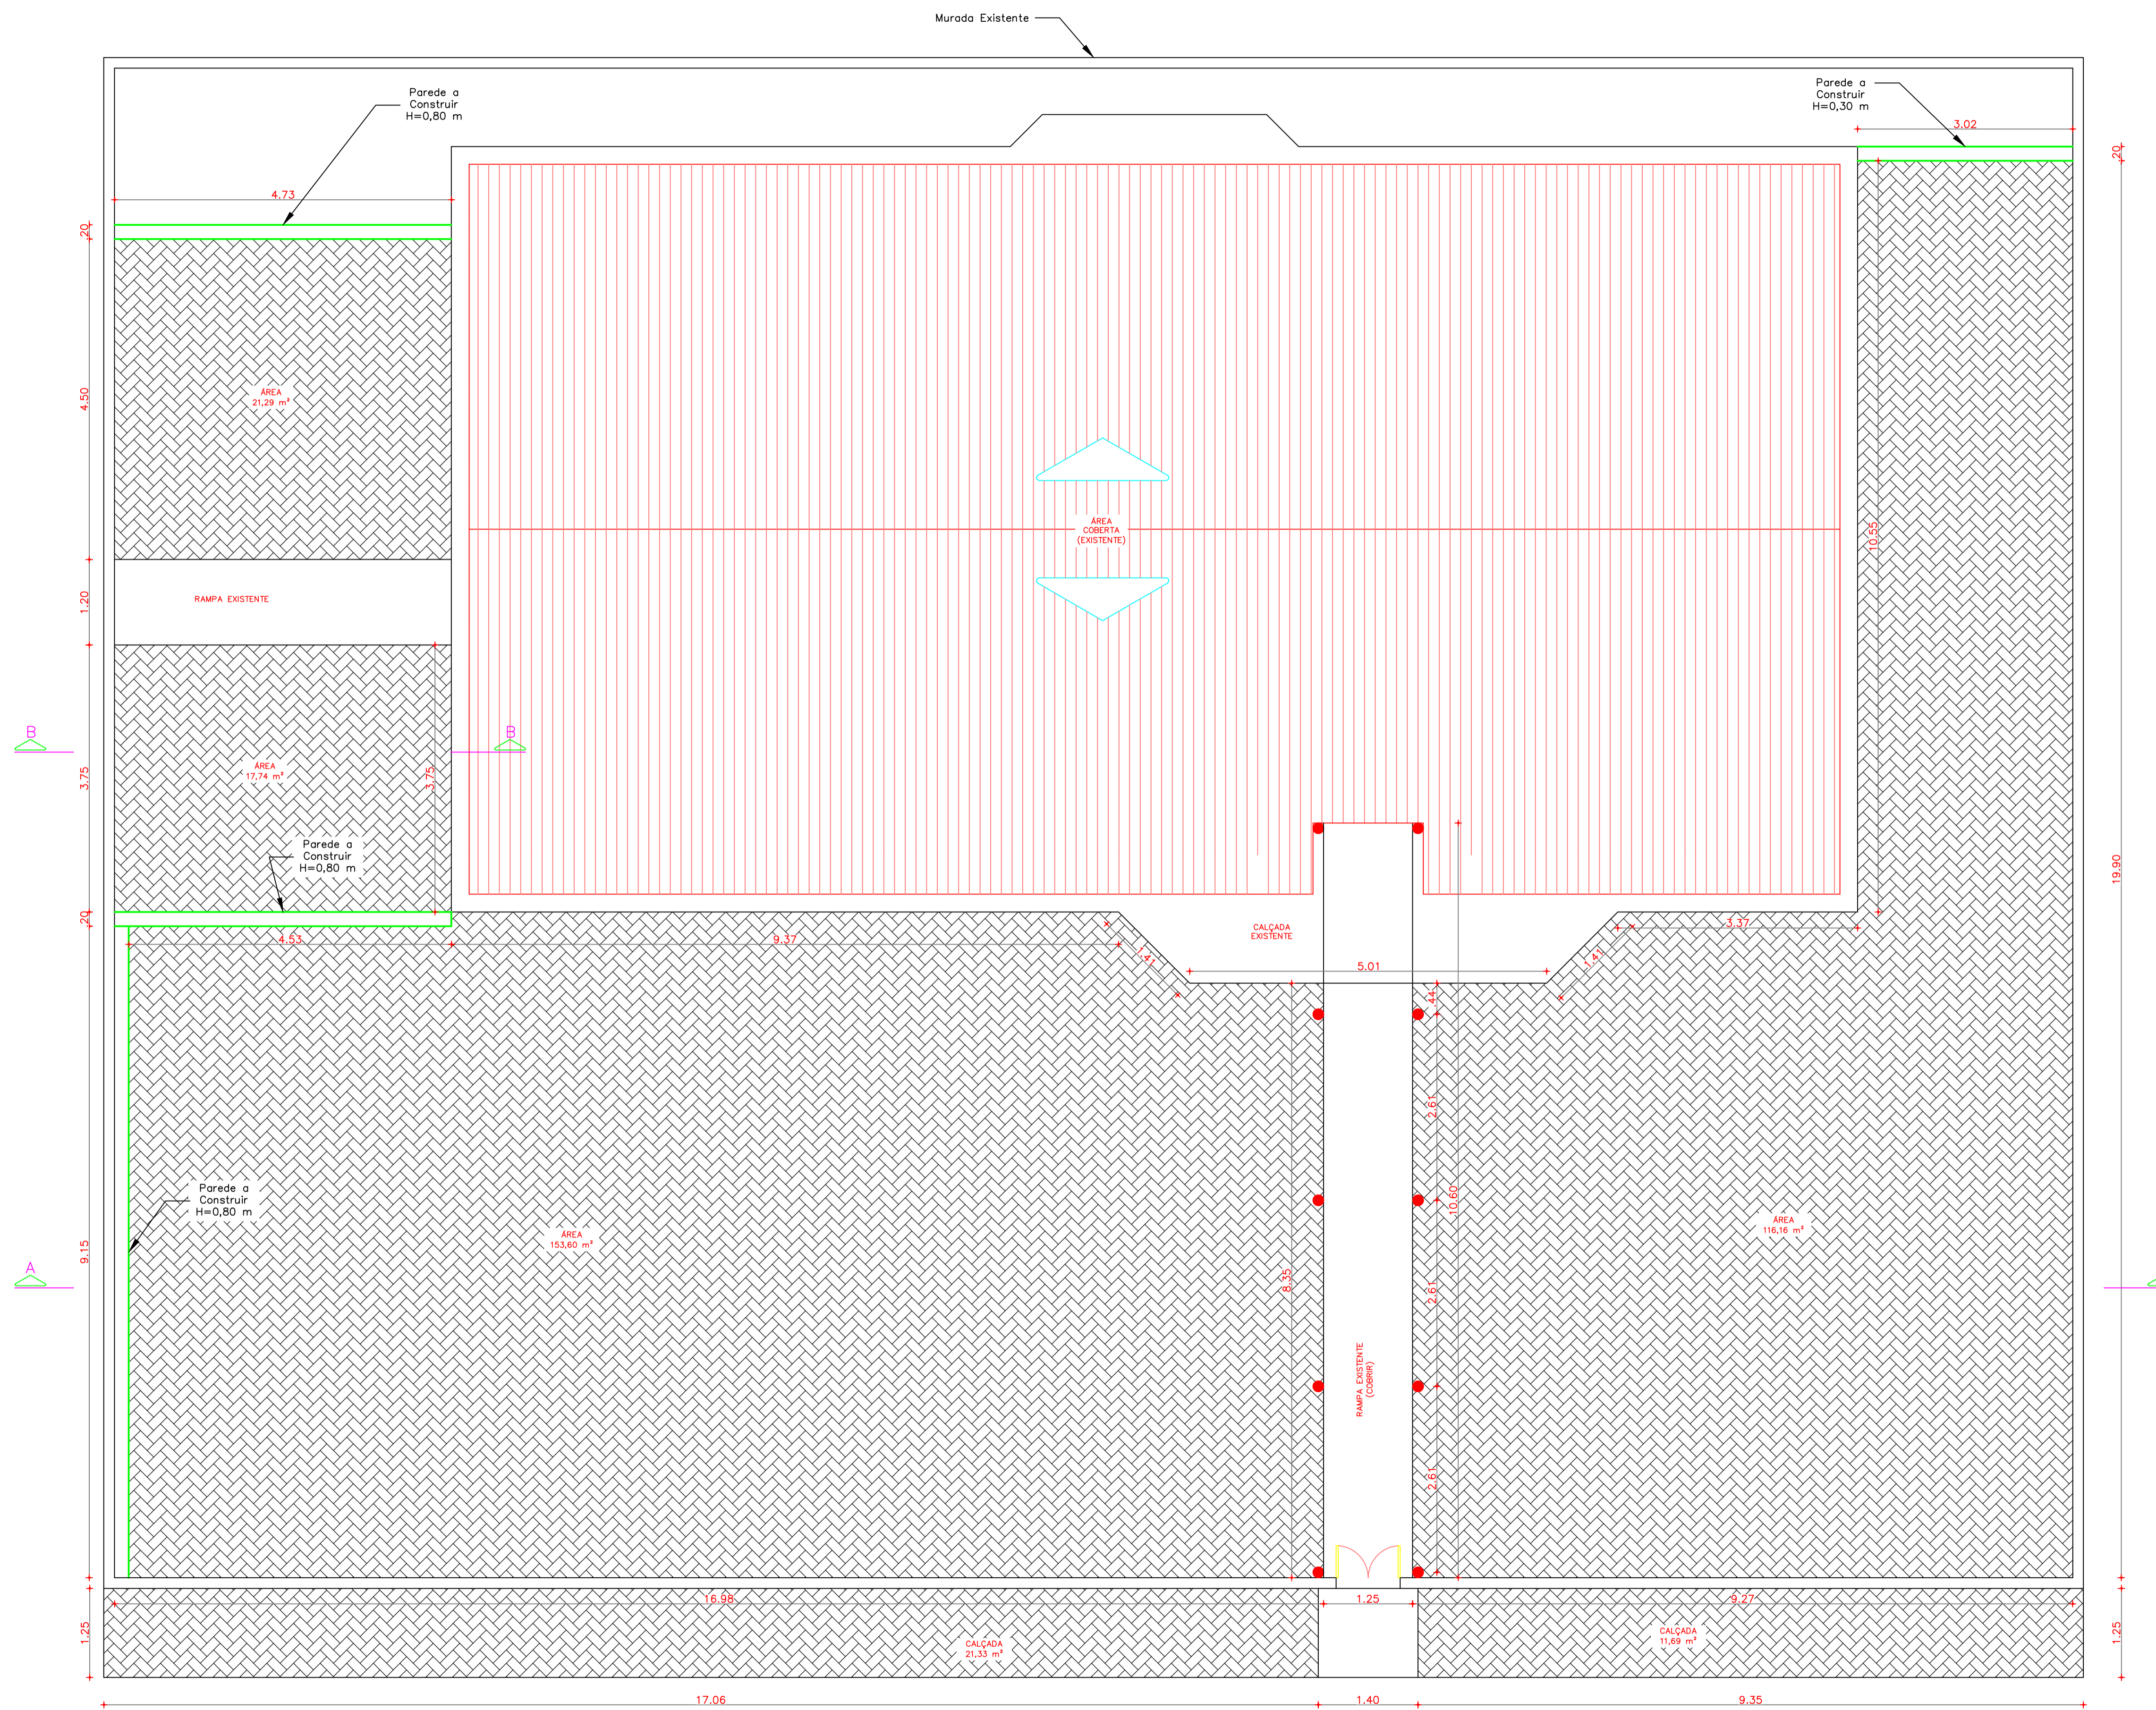 Murada Existente
Parede a
Construir
H=0,30 m
Parede a
Construir
H=0,80 m
3.02
.20
4.73
.20
ÁREA
21,29 m²
4.50
ÁREA
COBERTA
(EXISTENTE)
10.55
RAMPA EXISTENTE
1.20
B
B
ÁREA
17,74 m²
3.75
3.75
Parede a
Construir
H=0,80 m
19.90
.20
4.53
9.37
1.41
CALÇADA
EXISTENTE
5.01
1.41
3.37
.44
2.61
Parede a
Construir
H=0,80 m
10.60
ÁREA
153,60 m²
ÁREA
116,16 m²
9.15
A
8.35
2.61
RAMPA EXISTENTE
(COBRIR)
2.61
16.98
1.25
9.27
1.25
CALÇADA
21,33 m²
CALÇADA
11,69 m²
1.25
17.06
1.40
9.35